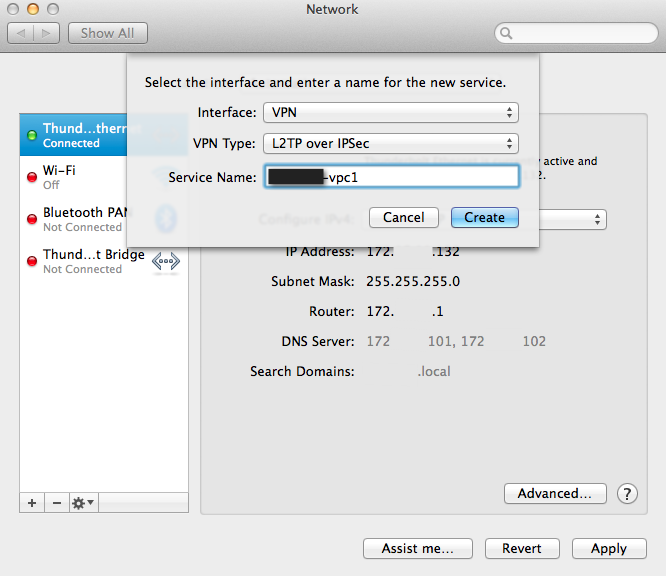 Network
Show All
Select the interface and enter a name for the new service.
Interface: VPN
VPN Type: L2TP over IPSec
Service Name: -vpc1
Cancel Create
Thund...therne
Connected
Wi-Fi
Off
Bluetooth PAN
Not Connected
Thund...t Bridge
Not Connected
active and
2.
Configure IPv4:
IP Address: 172. .132
Subnet Mask: 255.255.255.0
Router: 172. .1
DNS Server: 172 101, 172 102
Search Domains: .local
Advanced...
?
Assist me... Revert Apply